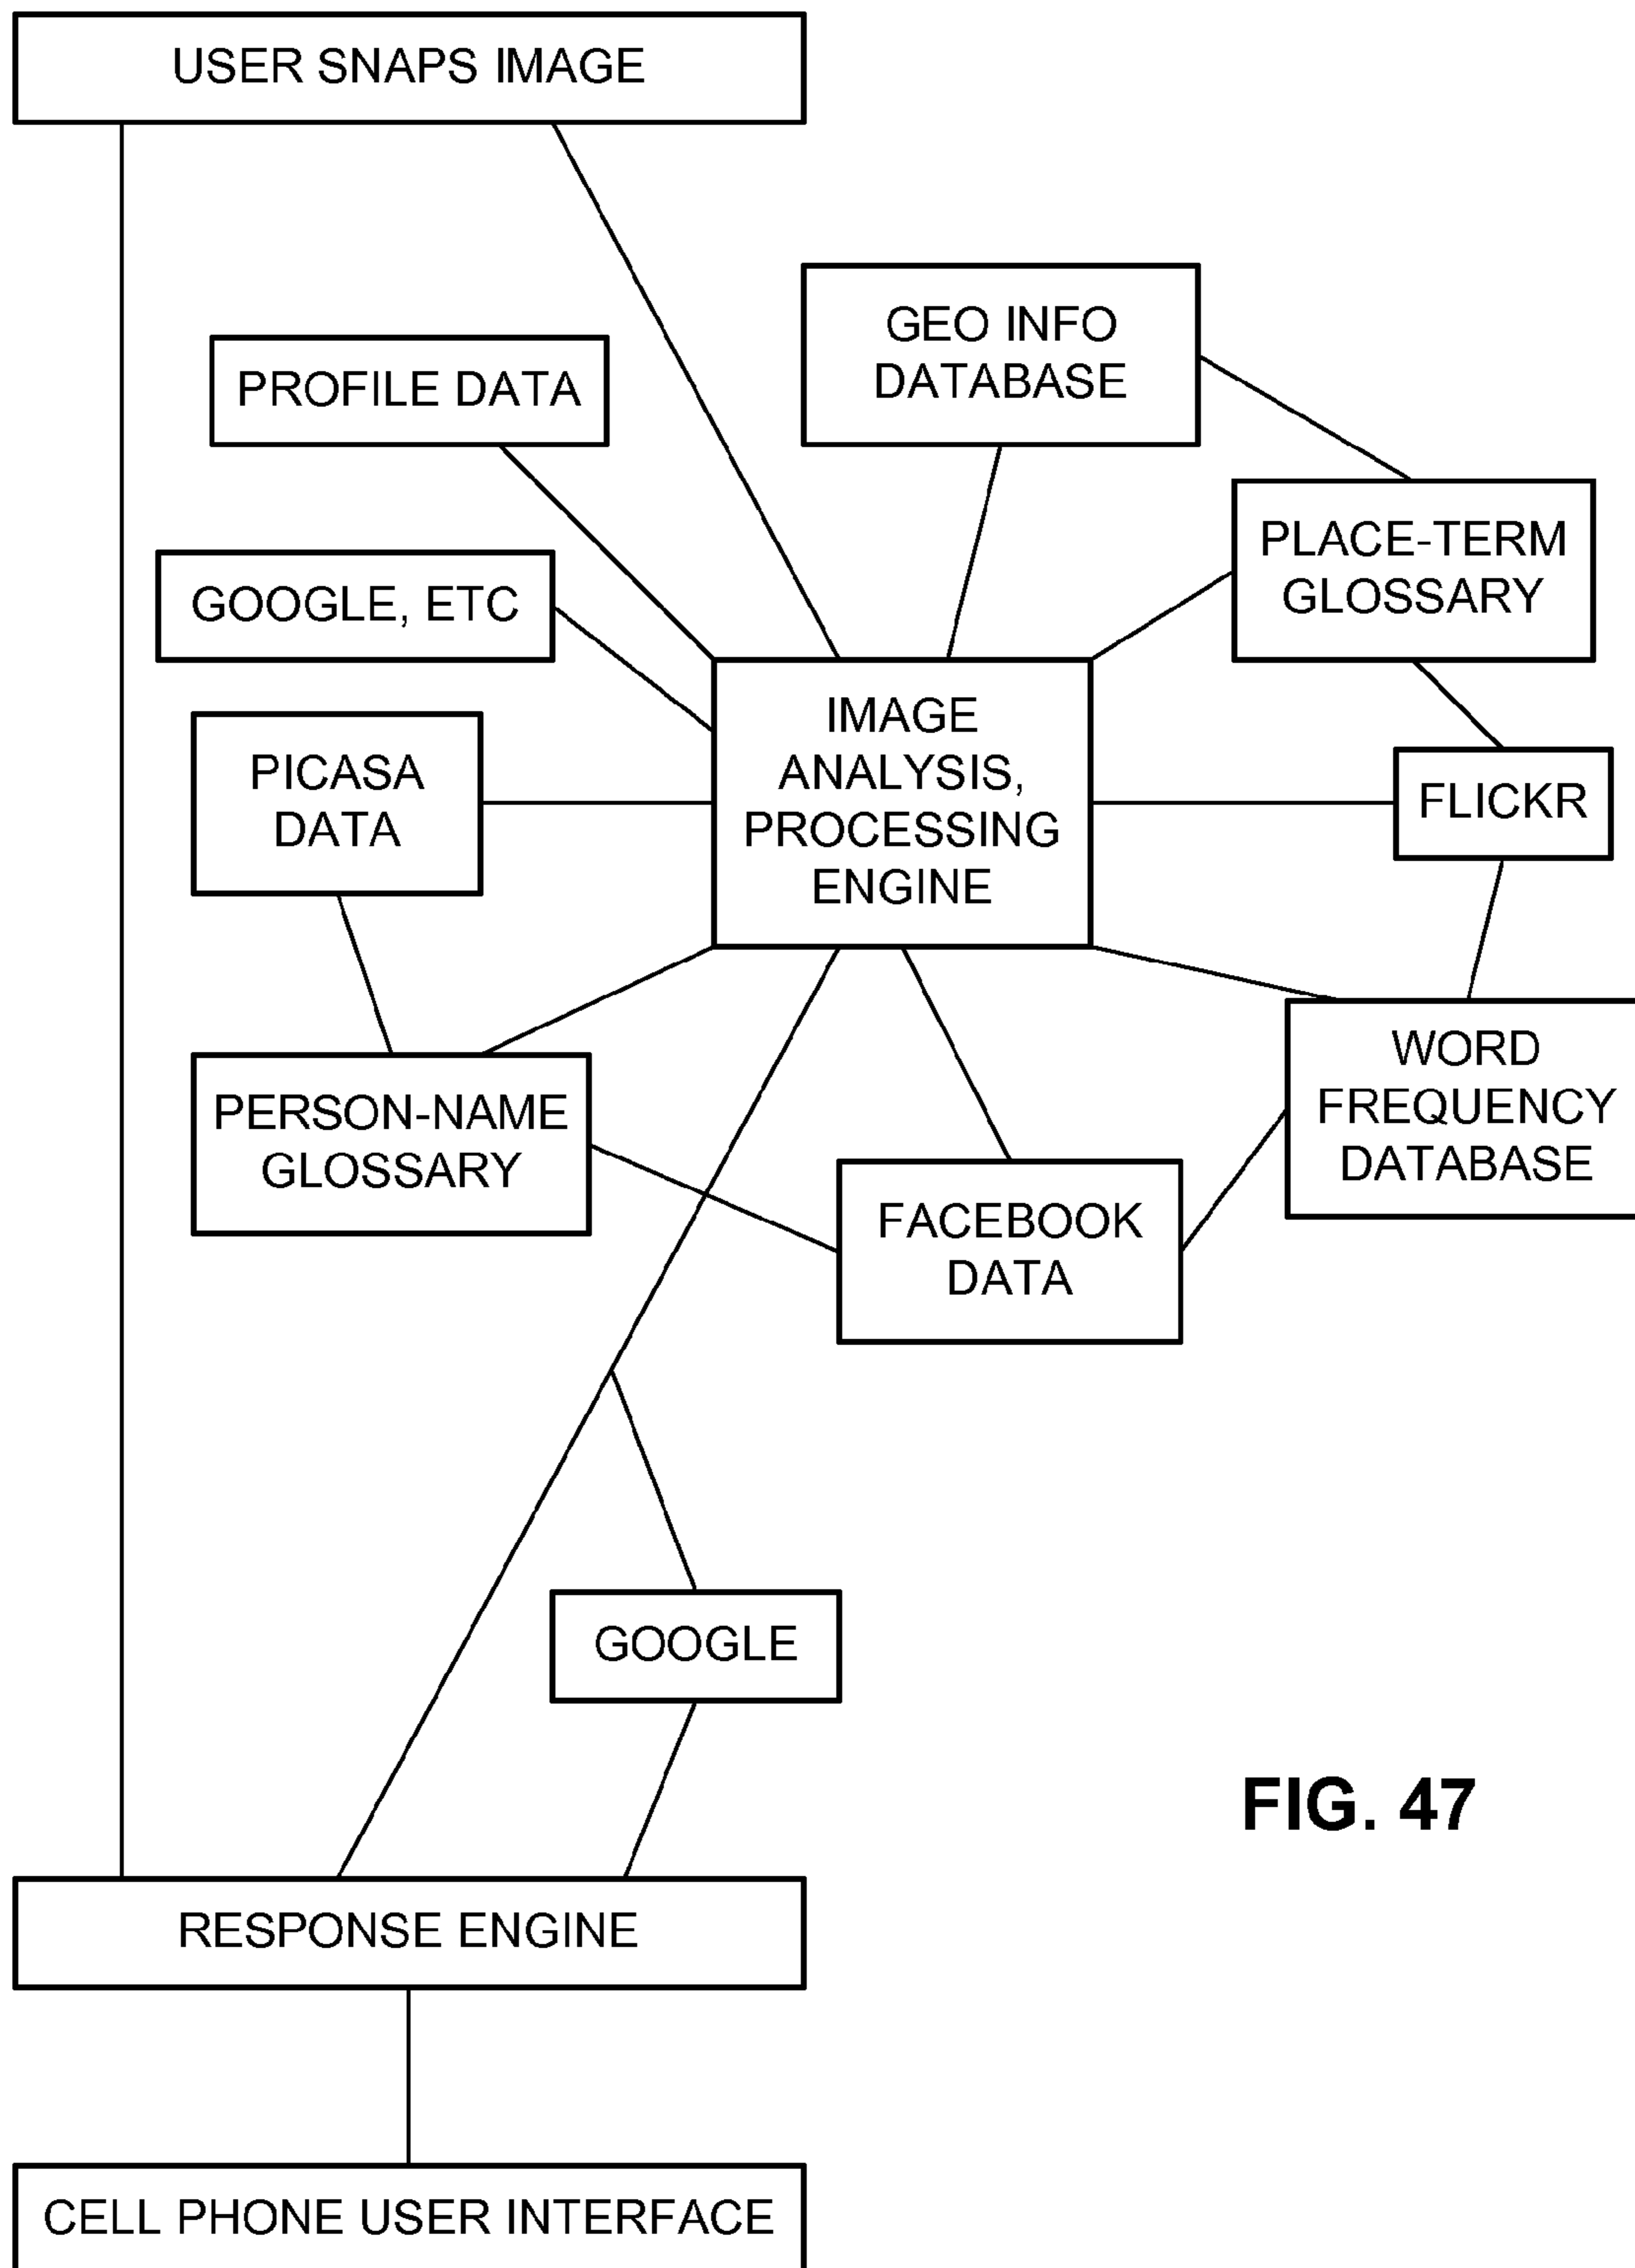 USER SNAPS IMAGE
GEO INFO
DATABASE
PROFILE DATA
PLACE-TERM
GLOSSARY
GOOGLE, ETC
IMAGE
ANALYSIS,
PROCESSING
ENGINE
PICASA
DATA
FLICKR
WORD
FREQUENCY
DATABASE
PERSON-NAME
GLOSSARY
FACEBOOK
DATA
GOOGLE
FIG. 47
RESPONSE ENGINE
CELL PHONE USER INTERFACE